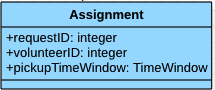 Assignment
+requestID: integer
+volunteerID: integer
+pickupTimeWindow: TimeWindow